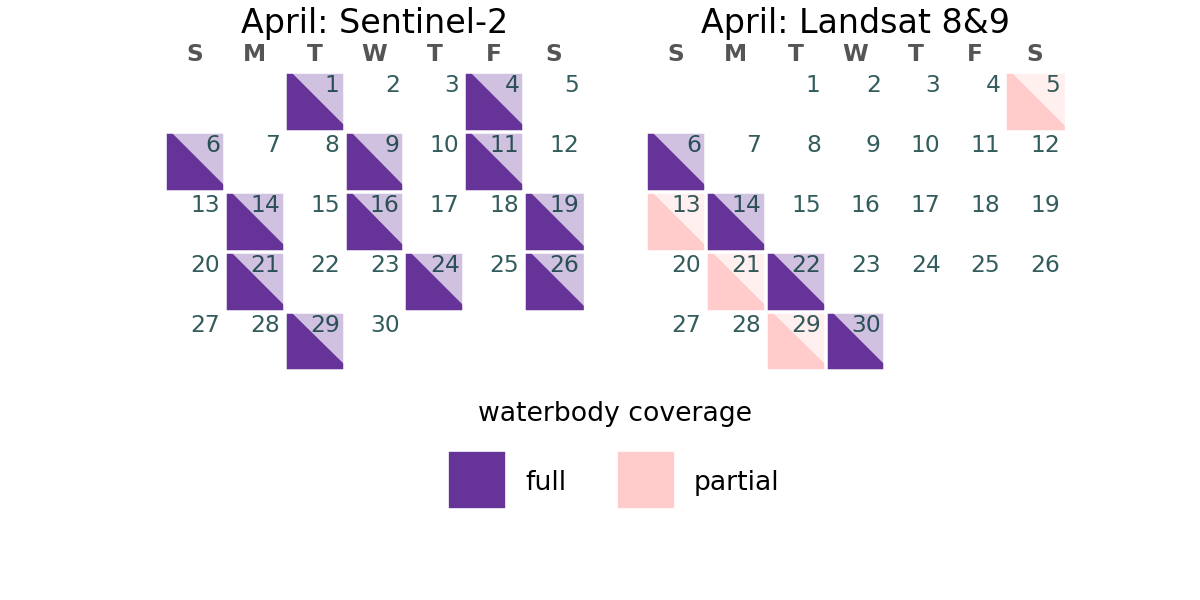 April: Sentinel-2
S M T W T F S
1 2 3 4 5
6 7 8 9 10 11 12
13 14 15 16 17 18 19
20 21 22 23 24 25 26
27 28 29 30
April: Landsat 8&9
S M T W T F S
1 2 3 4 5
6 7 8 9 10 11 12
13 14 15 16 17 18 19
20 21 22 23 24 25 26
27 28 29 30
waterbody coverage
full
partial